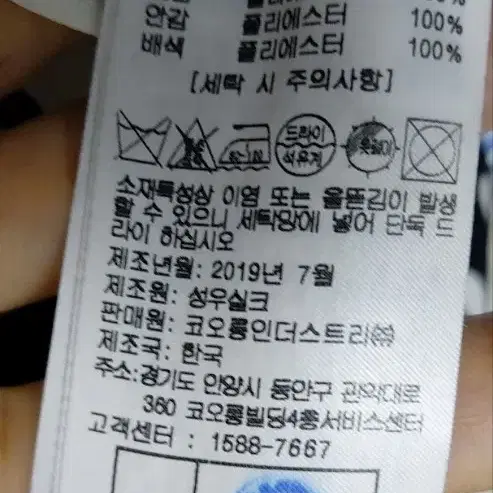 안감 폴리에스터 100%
배색 폴리에스터 100%
[세탁 시 주의사항]
드라이
석유계
옷걸이
소재특성상 이염 또는 올뜯김이 발생
할 수 있으니 세탁망에 넣어 단독 드
라이 하십시오
제조년월: 2019년 7월
제조원: 성우실크
판매원: 코오롱인더스트리㈜
제조국: 한국
주소:경기도 안양시 동안구 관악대로
360 코오롱빌딩4층서비스센터
고객센터 : 1588-7667